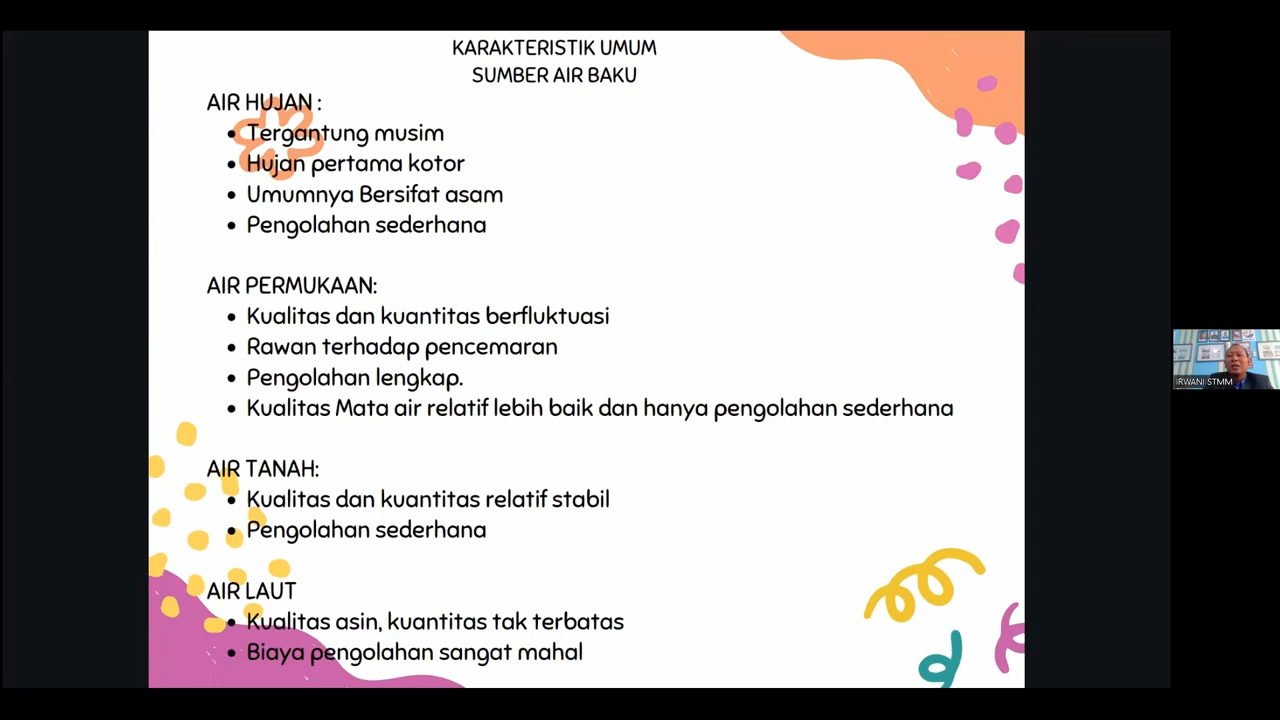 KARAKTERISTIK UMUM
SUMBER AIR BAKU
AIR HUJAN :
• Tergantung musim
• Hujan pertama kotor
• Umumnya Bersifat asam
• Pengolahan sederhana
AIR PERMUKAAN:
• Kualitas dan kuantitas berfluktuasi
• Rawan terhadap pencemaran
• Pengolahan lengkap.
• Kualitas Mata air relatif lebih baik dan hanya pengolahan sederhana
AIR TANAH:
• Kualitas dan kuantitas relatif stabil
• Pengolahan sederhana
AIR LAUT
• Kualitas asin, kuantitas tak terbatas
• Biaya pengolahan sangat mahal
IRWANI STMM